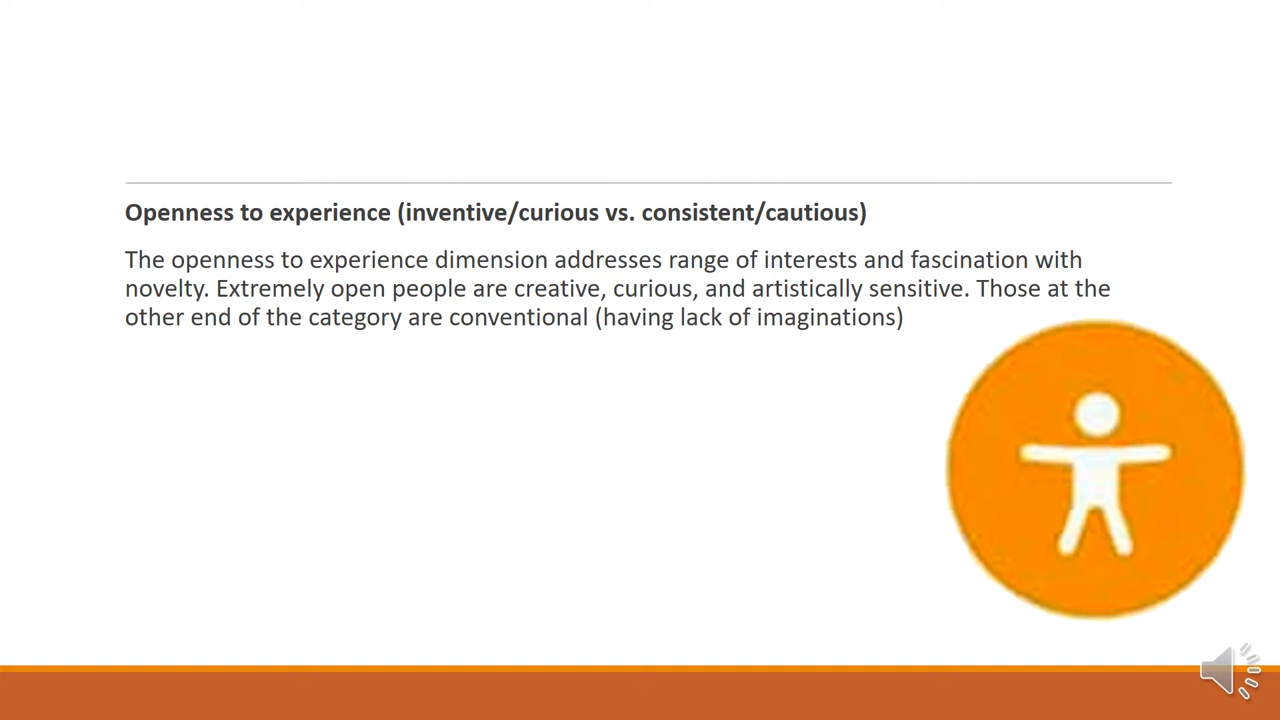 Openness to experience (inventive/curious vs. consistent/cautious)
The openness to experience dimension addresses range of interests and fascination with
novelty. Extremely open people are creative, curious, and artistically sensitive. Those at the
other end of the category are conventional (having lack of imaginations)